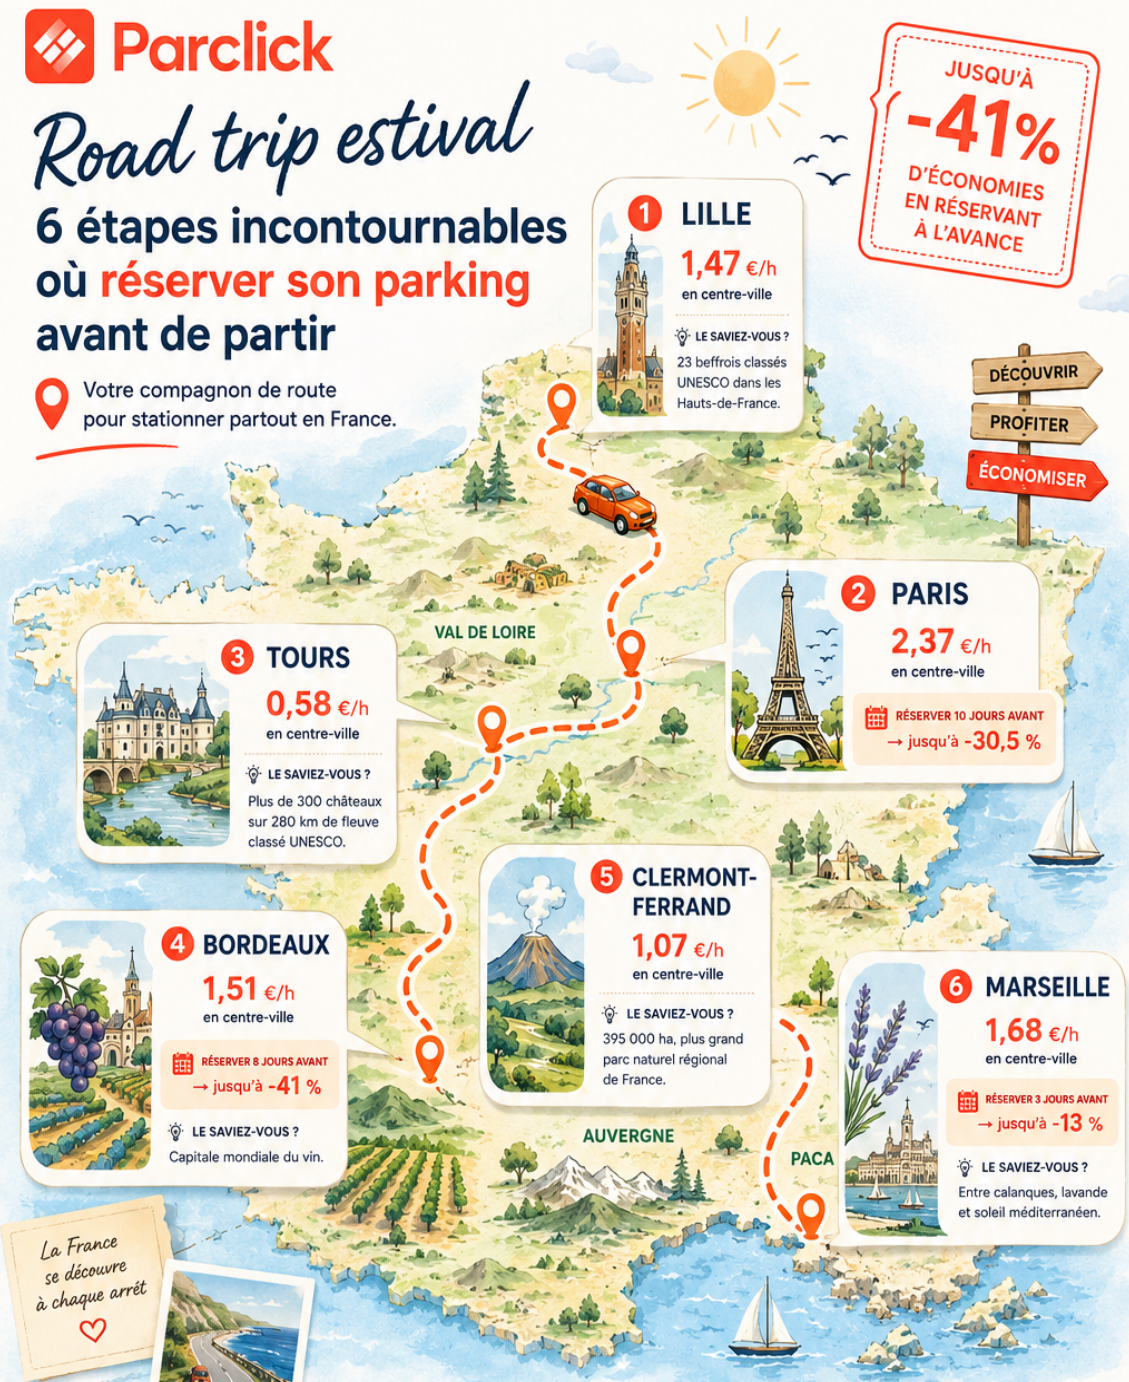 Parclick
Road trip estival
6 étapes incontournables
où réserver son parking
avant de partir
Votre compagnon de route
pour stationner partout en France.
JUSQU'À
-41%
D'ÉCONOMIES
EN RÉSERVANT
À L'AVANCE
1 LILLE
1,47 €/h
en centre-ville
LE SAVIEZ-VOUS ?
23 beffrois classés
UNESCO dans les
Hauts-de-France.
DÉCOUVRIR
PROFITER
ÉCONOMISER
2 PARIS
2,37 €/h
en centre-ville
RÉSERVER 10 JOURS AVANT
→ jusqu'à -30,5 %
VAL DE LOIRE
3 TOURS
0,58 €/h
en centre-ville
LE SAVIEZ-VOUS ?
Plus de 300 châteaux
sur 280 km de fleuve
classé UNESCO.
4 BORDEAUX
1,51 €/h
en centre-ville
RÉSERVER 8 JOURS AVANT
→ jusqu'à -41 %
LE SAVIEZ-VOUS ?
Capitale mondiale du vin.
5 CLERMONT-
FERRAND
1,07 €/h
en centre-ville
LE SAVIEZ-VOUS ?
395 000 ha, plus grand
parc naturel régional
de France.
AUVERGNE
PACA
6 MARSEILLE
1,68 €/h
en centre-ville
RÉSERVER 3 JOURS AVANT
→ jusqu'à -13 %
LE SAVIEZ-VOUS ?
Entre calanques, lavande
et soleil méditerranéen.
La France
se découvre
à chaque arrêt